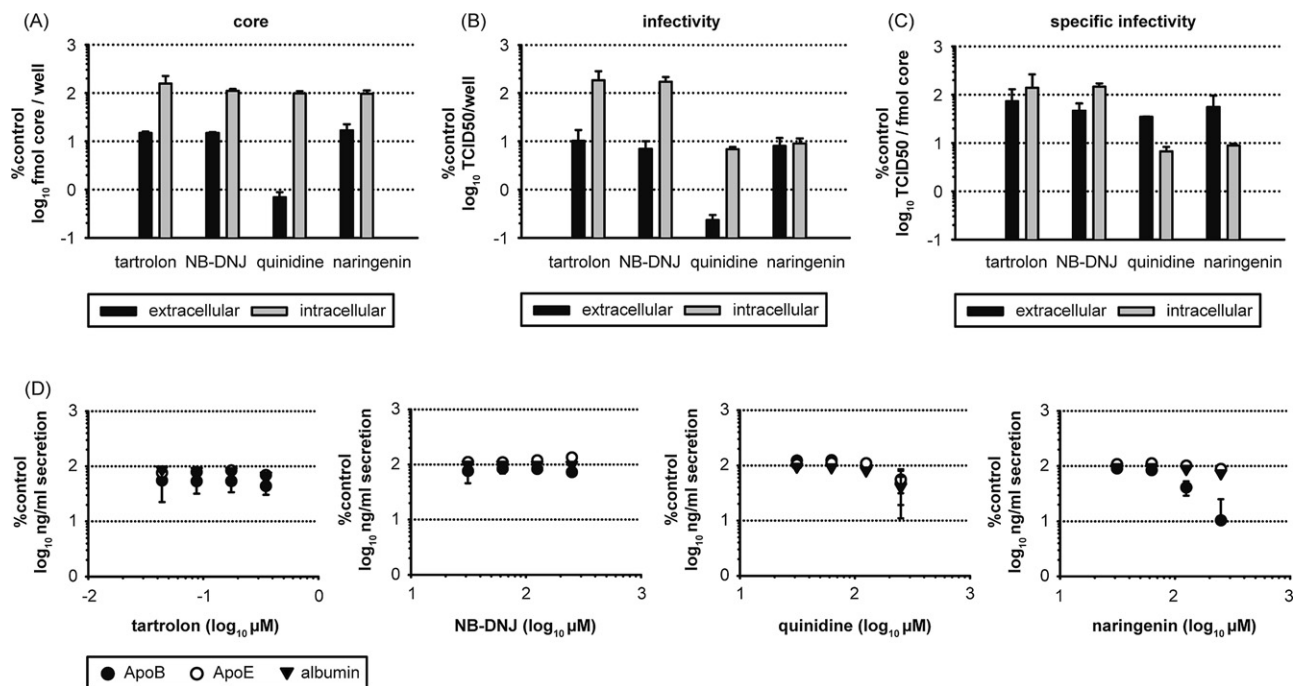 (A) core
3
2
1
0
-1
%control
log10 fmol core / well
tartrolon NB-DNJ quinidine naringenin
extracellular intracellular
(B) infectivity
3
2
1
0
-1
%control
log10 TCID50/well
tartrolon NB-DNJ quinidine naringenin
extracellular intracellular
(C) specific infectivity
3
2
1
0
-1
%control
log10 TCID50 / fmol core
tartrolon NB-DNJ quinidine naringenin
extracellular intracellular
(D)
3
2
1
0
%control
log10 ng/ml secretion
-2 -1 0
tartrolon (log10 µM)
3
2
1
0
%control
log10 ng/ml secretion
1 2 3
NB-DNJ (log10 µM)
3
2
1
0
%control
log10 ng/ml secretion
1 2 3
quinidine (log10 µM)
3
2
1
0
%control
log10 ng/ml secretion
1 2 3
naringenin (log10 µM)
ApoB ApoE albumin